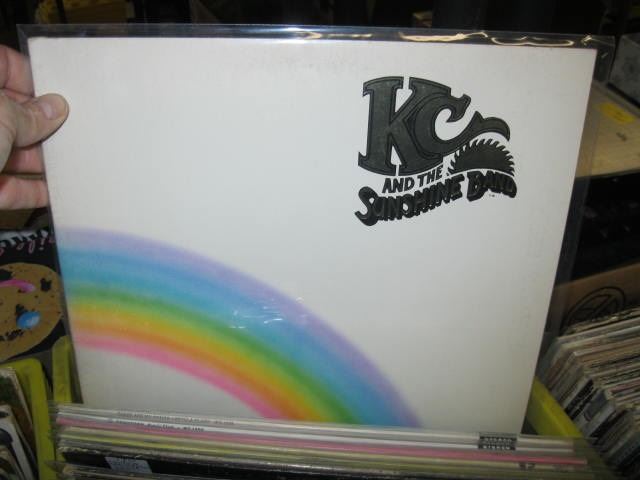 KC
AND THE
SUNSHINE BAND